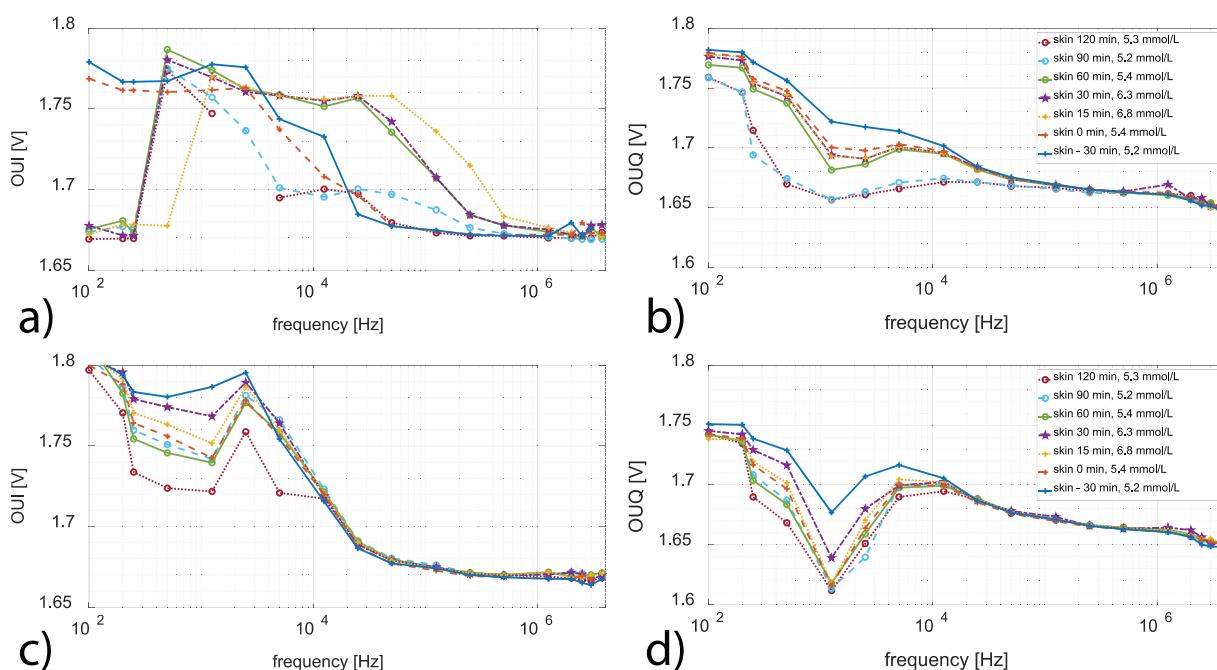 1.8
1.75
1.7
1.65
OUI [V]
10 2
10 4
10 6
frequency [Hz]
a)
1.8
1.75
1.7
1.65
1.6
OUQ [V]
10 2
10 4
10 6
frequency [Hz]
b)
skin 120 min, 5.3 mmol/L
skin 90 min, 5.2 mmol/L
skin 60 min, 5.4 mmol/L
skin 30 min, 6.3 mmol/L
skin 15 min, 6.8 mmol/L
skin 0 min, 5.4 mmol/L
skin - 30 min, 5.2 mmol/L
1.8
1.75
1.7
1.65
OUI [V]
10 2
10 4
10 6
frequency [Hz]
c)
1.8
1.75
1.7
1.65
1.6
OUQ [V]
10 2
10 4
10 6
frequency [Hz]
d)
skin 120 min, 5.3 mmol/L
skin 90 min, 5.2 mmol/L
skin 60 min, 5.4 mmol/L
skin 30 min, 6.3 mmol/L
skin 15 min, 6.8 mmol/L
skin 0 min, 5.4 mmol/L
skin - 30 min, 5.2 mmol/L